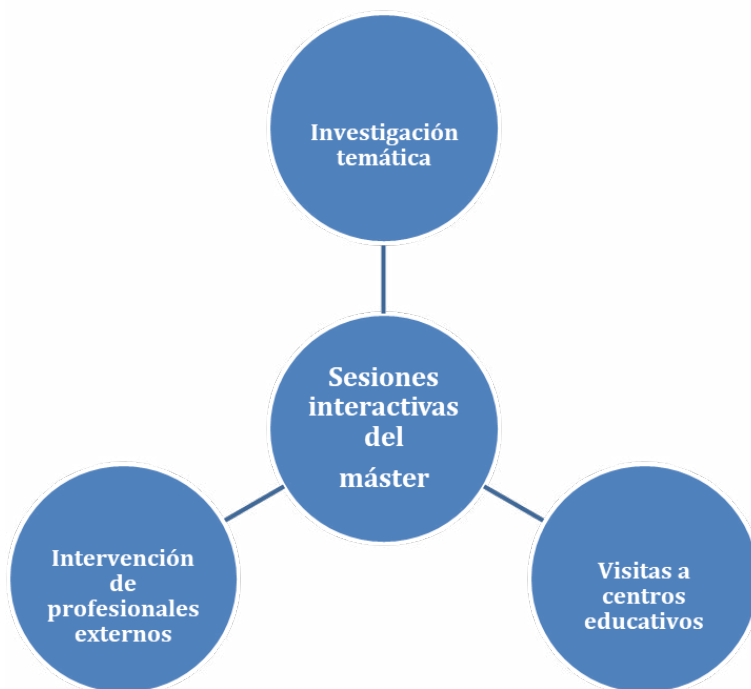 Investigación
temática
Sesiones
interactivas
del
máster
Intervención
de
profesionales
externos
Visitas a
centros
educativos